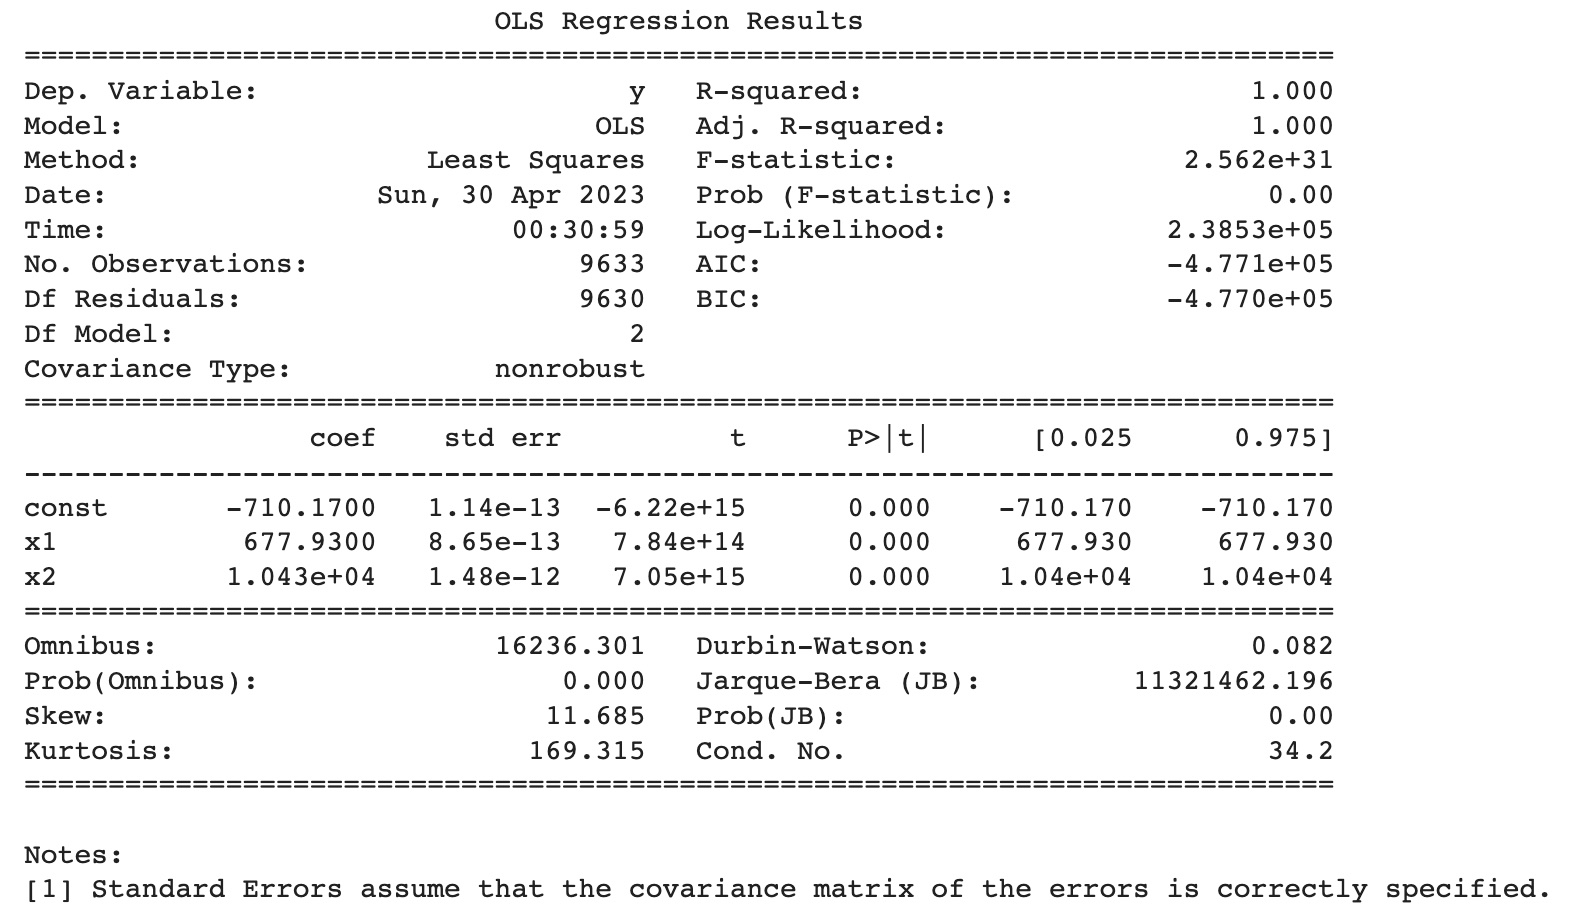 OLS Regression Results
==============================================================================
Dep. Variable:                      y   R-squared:                       1.000
Model:                            OLS   Adj. R-squared:                  1.000
Method:                 Least Squares   F-statistic:                 2.562e+31
Date:                Sun, 30 Apr 2023   Prob (F-statistic):               0.00
Time:                        00:30:59   Log-Likelihood:             2.3853e+05
No. Observations:                9633   AIC:                        -4.771e+05
Df Residuals:                    9630   BIC:                        -4.770e+05
Df Model:                           2
Covariance Type:            nonrobust
==============================================================================
                 coef    std err          t      P>|t|      [0.025      0.975]
------------------------------------------------------------------------------
const       -710.1700   1.14e-13  -6.22e+15      0.000    -710.170    -710.170
x1           677.9300   8.65e-13   7.84e+14      0.000     677.930     677.930
x2          1.043e+04   1.48e-12   7.05e+15      0.000    1.04e+04    1.04e+04
==============================================================================
Omnibus:                    16236.301   Durbin-Watson:                   0.082
Prob(Omnibus):                  0.000   Jarque-Bera (JB):         11321462.196
Skew:                          11.685   Prob(JB):                         0.00
Kurtosis:                     169.315   Cond. No.                         34.2
==============================================================================
Notes:
[1] Standard Errors assume that the covariance matrix of the errors is correctly specified.